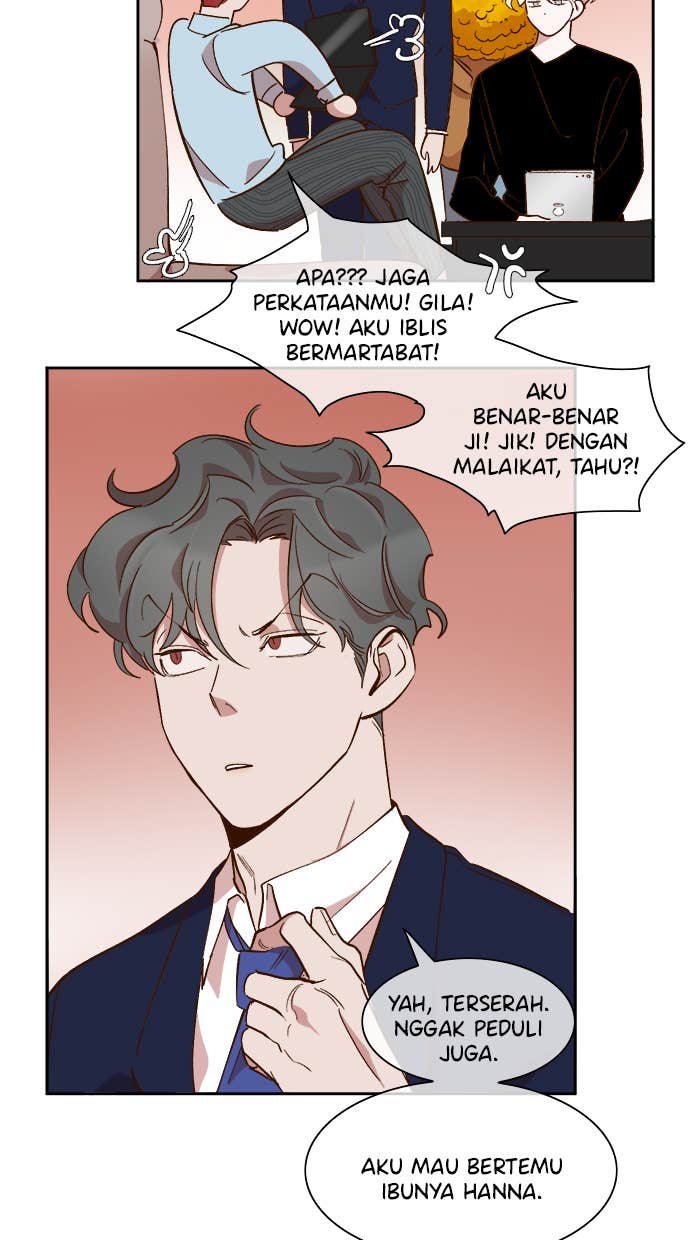 APA??? JAGA
PERKATAANMU! GILA!
WOW! AKU IBLIS
BERMARTABAT!
AKU
BENAR-BENAR
JI! JIK! DENGAN
MALAIKAT, TAHU?!
YAH, TERSERAH.
NGGAK PEDULI
JUGA.
AKU MAU BERTEMU
IBUNYA HANNA.